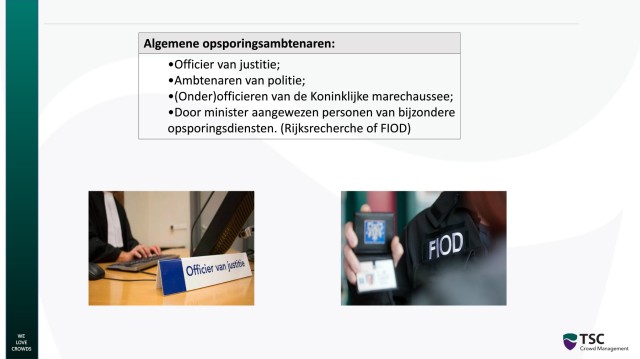 Algemene opsporingsambtenaren:
•Officier van justitie;
•Ambtenaren van politie;
•(Onder)officieren van de Koninklijke marechaussee;
•Door minister aangewezen personen van bijzondere
opsporingsdiensten. (Rijksrecherche of FIOD)
Officier van justitie
FIOD
WE
LOVE
CROWDS
TSC
Crowd Management